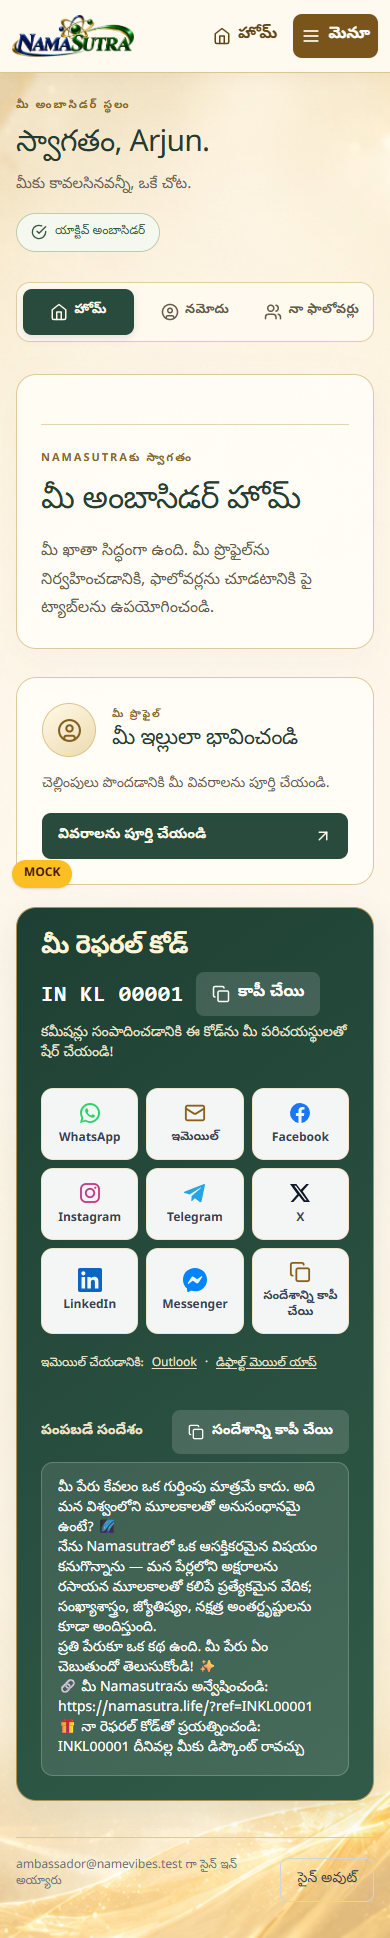 NAMASUTRA
హోమ్
మెనూ
మీ అంబాసిడర్ స్థలం
స్వాగతం, Arjun.
మీకు కావలసినవన్నీ, ఒకే చోట.
యాక్టివ్ అంబాసిడర్
హోమ్
నమోదు
నా ఫాలోవర్లు
NAMASUTRAకు స్వాగతం
మీ అంబాసిడర్ హోమ్
మీ ఖాతా సిద్ధంగా ఉంది. మీ ప్రొఫైల్‌ను
నిర్వహించడానికి, ఫాలోవర్లను చూడటానికి పై
ట్యాబ్‌లను ఉపయోగించండి.
మీ ప్రొఫైల్
మీ ఇల్లులా భావించండి
చెల్లింపులు పొందడానికి మీ వివరాలను పూర్తి చేయండి.
వివరాలను పూర్తి చేయండి
MOCK
మీ రెఫరల్ కోడ్
IN KL 00001
కాపీ చేయి
కమీషన్లు సంపాదించడానికి ఈ కోడ్‌ను మీ పరిచయస్థులతో
షేర్ చేయండి!
WhatsApp
ఇమెయిల్
Facebook
Instagram
Telegram
X
LinkedIn
Messenger
సందేశాన్ని కాపీ
చేయి
ఇమెయిల్ చేయడానికి: Outlook · డిఫాల్ట్ మెయిల్ యాప్
పంపబడే సందేశం
సందేశాన్ని కాపీ చేయి
మీ పేరు కేవలం ఒక గుర్తింపు మాత్రమే కాదు. అది
మన విశ్వంలోని మూలకాలతో అనుసంధానమై
ఉంటే? 🌌
నేను Namasutraలో ఒక ఆసక్తికరమైన విషయం
కనుగొన్నాను — మన పేర్లలోని అక్షరాలను
రసాయన మూలకాలతో కలిపే ప్రత్యేకమైన వేదిక;
సంఖ్యాశాస్త్రం, జ్యోతిష్యం, నక్షత్ర అంతర్దృష్టులను
కూడా అందిస్తుంది.
ప్రతి పేరుకూ ఒక కథ ఉంది. మీ పేరు ఏం
చెబుతుందో తెలుసుకోండి! ✨
🔗 మీ Namasutraను అన్వేషించండి:
https://namasutra.life/?ref=INKL00001
🎁 నా రెఫరల్ కోడ్‌తో ప్రయత్నించండి:
INKL00001 దీనివల్ల మీకు డిస్కౌంట్ రావచ్చు
ambassador@namevibes.test గా సైన్ ఇన్
అయ్యారు
సైన్ అవుట్